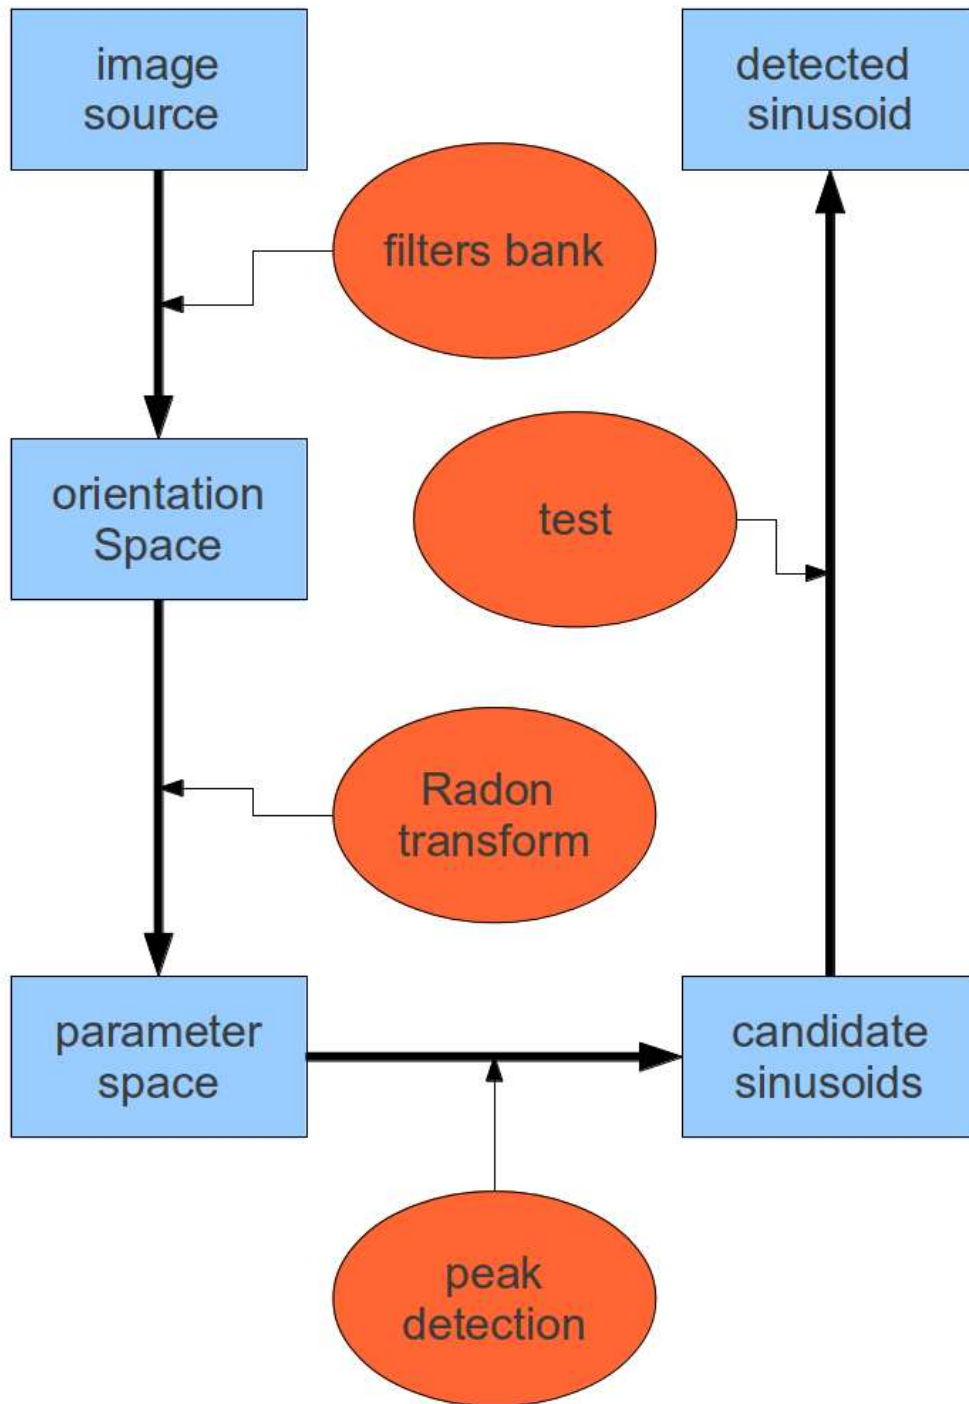 image
source
detected
sinusoid
filters bank
orientation
Space
test
Radon
transform
parameter
space
candidate
sinusoids
peak
detection